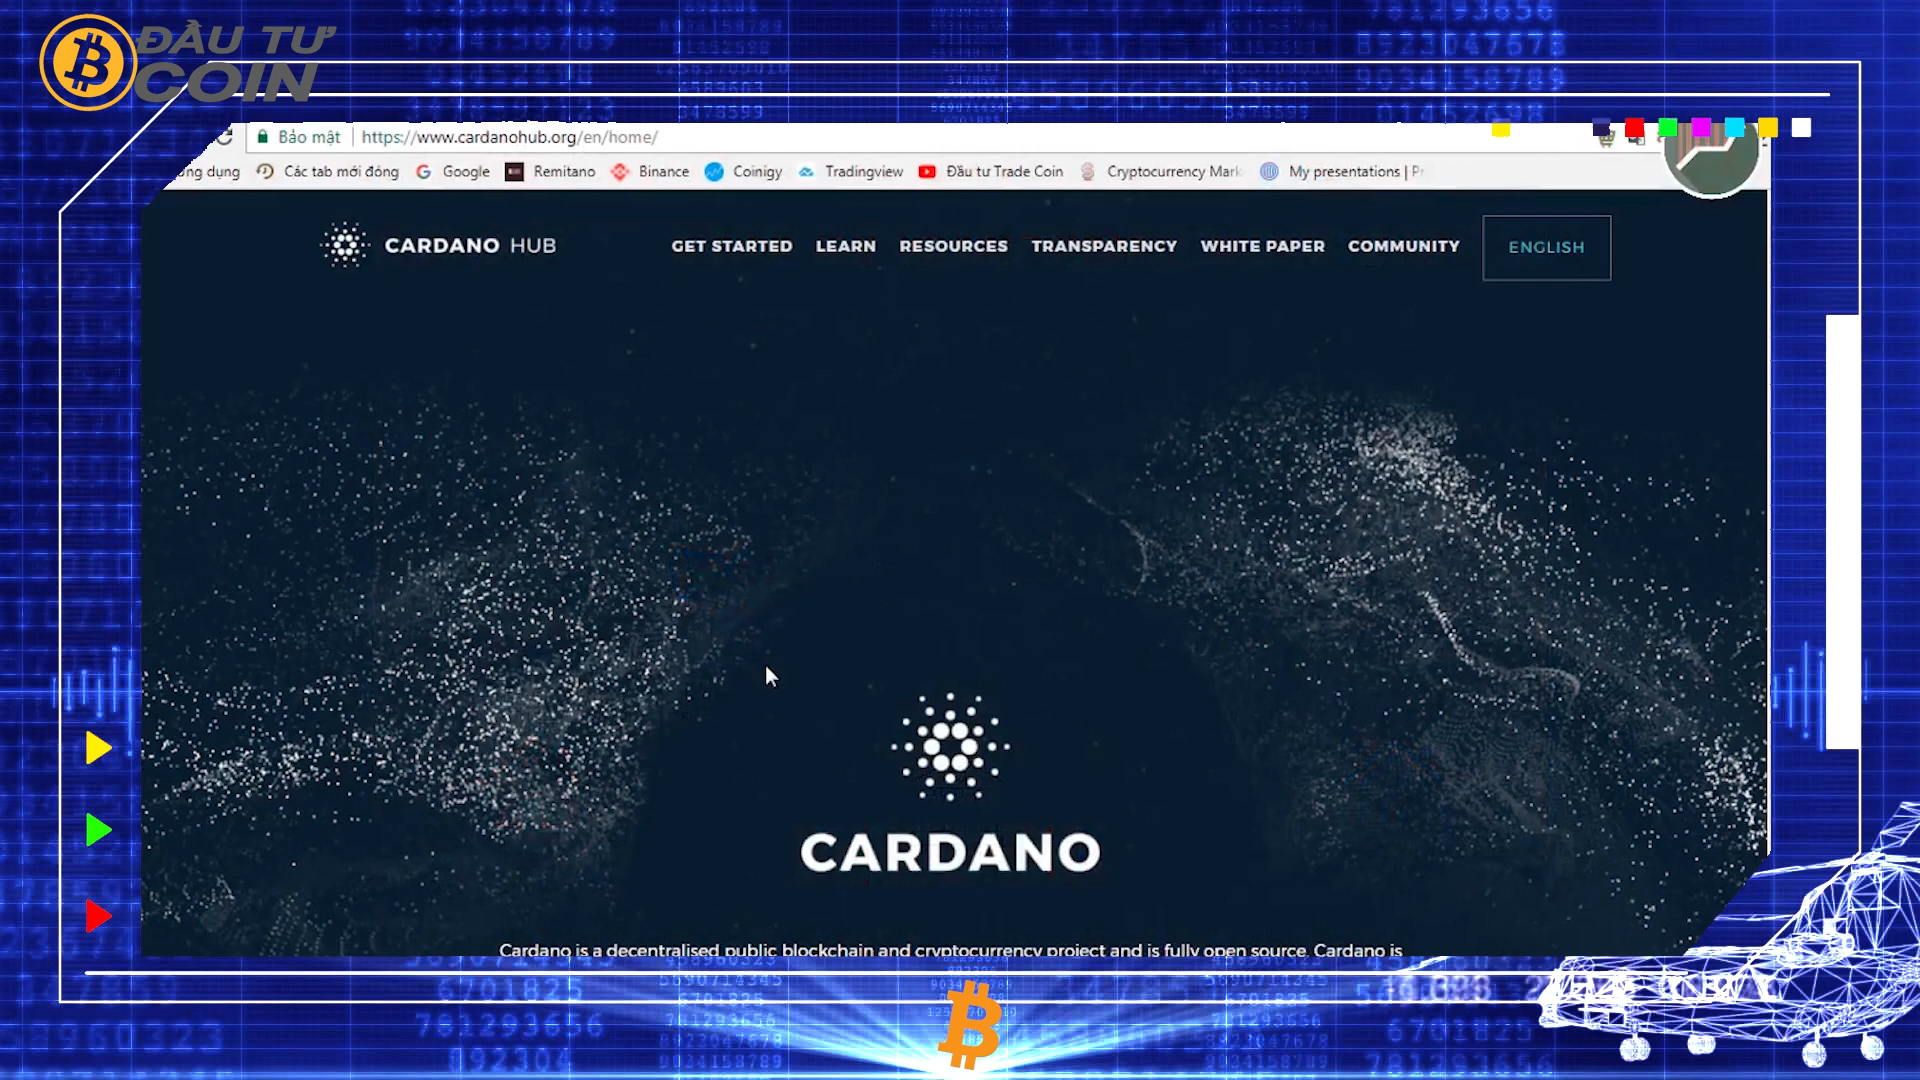 ĐẦU TƯ
COIN
Bảo mật https://www.cardanohub.org/en/home/
ứng dụng Các tab mới đóng Google Remitano Binance Coinigy Tradingview Đầu tư Trade Coin Cryptocurrency Mark My presentations | Pr
CARDANO HUB GET STARTED LEARN RESOURCES TRANSPARENCY WHITE PAPER COMMUNITY ENGLISH
CARDANO
Cardano is a decentralised public blockchain and cryptocurrency project and is fully open source. Cardano is